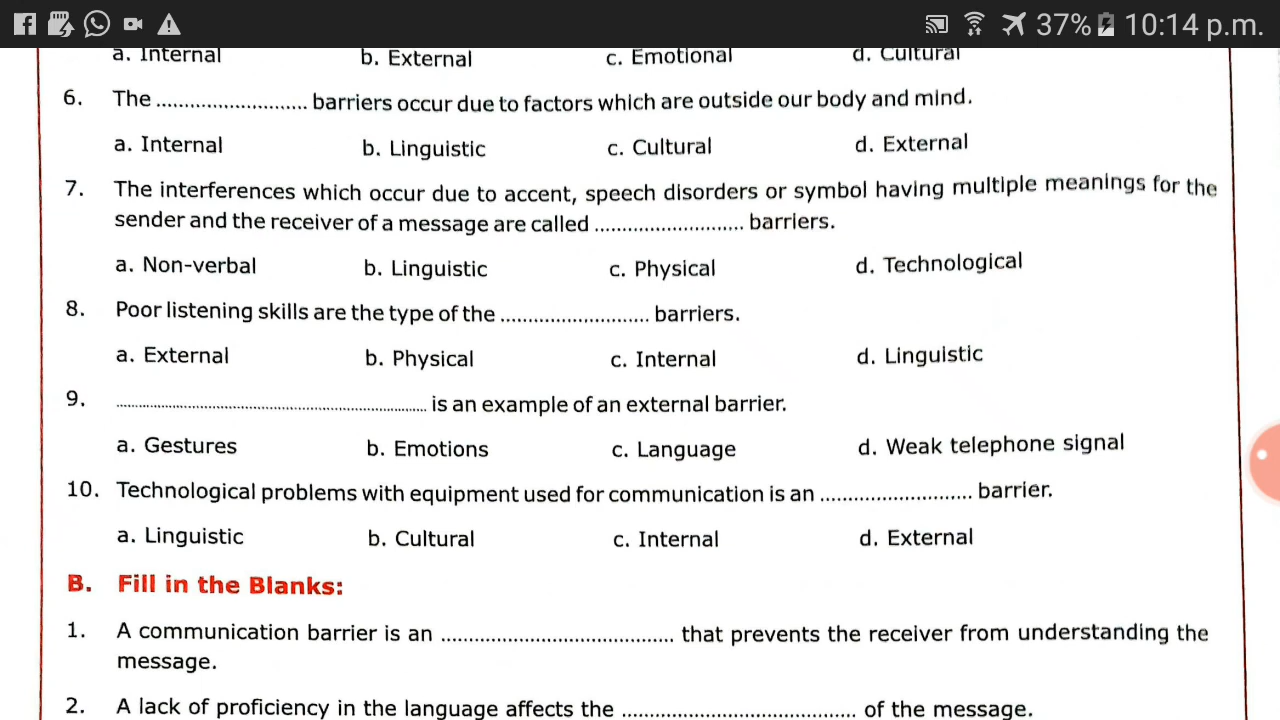 37% 10:14 p.m.
a. Internal b. External c. Emotional d. Cultural
6. The ........................... barriers occur due to factors which are outside our body and mind.
a. Internal b. Linguistic c. Cultural d. External
7. The interferences which occur due to accent, speech disorders or symbol having multiple meanings for the
sender and the receiver of a message are called ........................... barriers.
a. Non-verbal b. Linguistic c. Physical d. Technological
8. Poor listening skills are the type of the ........................... barriers.
a. External b. Physical c. Internal d. Linguistic
9. ........................................................ is an example of an external barrier.
a. Gestures b. Emotions c. Language d. Weak telephone signal
10. Technological problems with equipment used for communication is an ........................... barrier.
a. Linguistic b. Cultural c. Internal d. External
B. Fill in the Blanks:
1. A communication barrier is an .......................................... that prevents the receiver from understanding the
message.
2. A lack of proficiency in the language affects the .......................................... of the message.